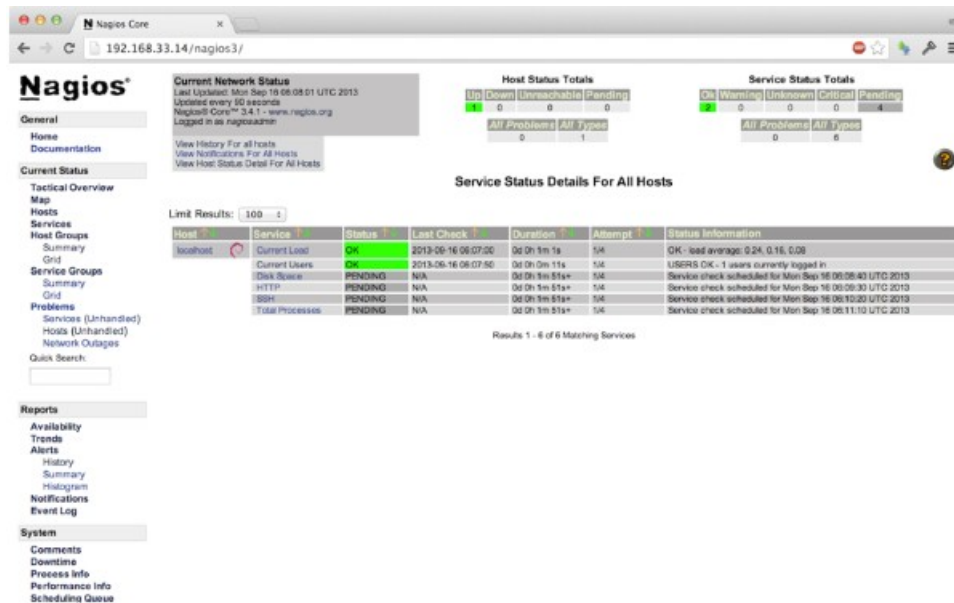 Nagios Core
192.168.33.14/nagios3/
Nagios®
General
Home
Documentation
Current Status
Tactical Overview
Map
Hosts
Services
Host Groups
Summary
Grid
Service Groups
Summary
Grid
Problems
Services (Unhandled)
Hosts (Unhandled)
Network Outages
Quick Search:
Reports
Availability
Trends
Alerts
History
Summary
Histogram
Notifications
Event Log
System
Comments
Downtime
Process Info
Performance Info
Scheduling Queue
Current Network Status
Last Updated: Mon Sep 16 06:08:01 UTC 2013
Updated every 90 seconds
Nagios® Core™ 3.4.1 - www.nagios.org
Logged in as nagiosadmin
View History For all hosts
View Notifications For All Hosts
View Host Status Detail For All Hosts
Host Status Totals
Up Down Unreachable Pending
1 0 0 0
All Problems All Types
0 1
Service Status Totals
Ok Warning Unknown Critical Pending
2 0 0 0 4
All Problems All Types
0 6
Service Status Details For All Hosts
Limit Results: 100
Host Service Status Last Check Duration Attempt Status Information
localhost Current Load OK 2013-09-16 06:07:00 0d 0h 1m 1s 1/4 OK - load average: 0.24, 0.16, 0.08
Current Users OK 2013-09-16 06:07:50 0d 0h 0m 11s 1/4 USERS OK - 1 users currently logged in
Disk Space PENDING N/A 0d 0h 1m 51s+ 1/4 Service check scheduled for Mon Sep 16 06:08:40 UTC 2013
HTTP PENDING N/A 0d 0h 1m 51s+ 1/4 Service check scheduled for Mon Sep 16 06:09:30 UTC 2013
SSH PENDING N/A 0d 0h 1m 51s+ 1/4 Service check scheduled for Mon Sep 16 06:10:20 UTC 2013
Total Processes PENDING N/A 0d 0h 1m 51s+ 1/4 Service check scheduled for Mon Sep 16 06:11:10 UTC 2013
Results 1 - 6 of 6 Matching Services